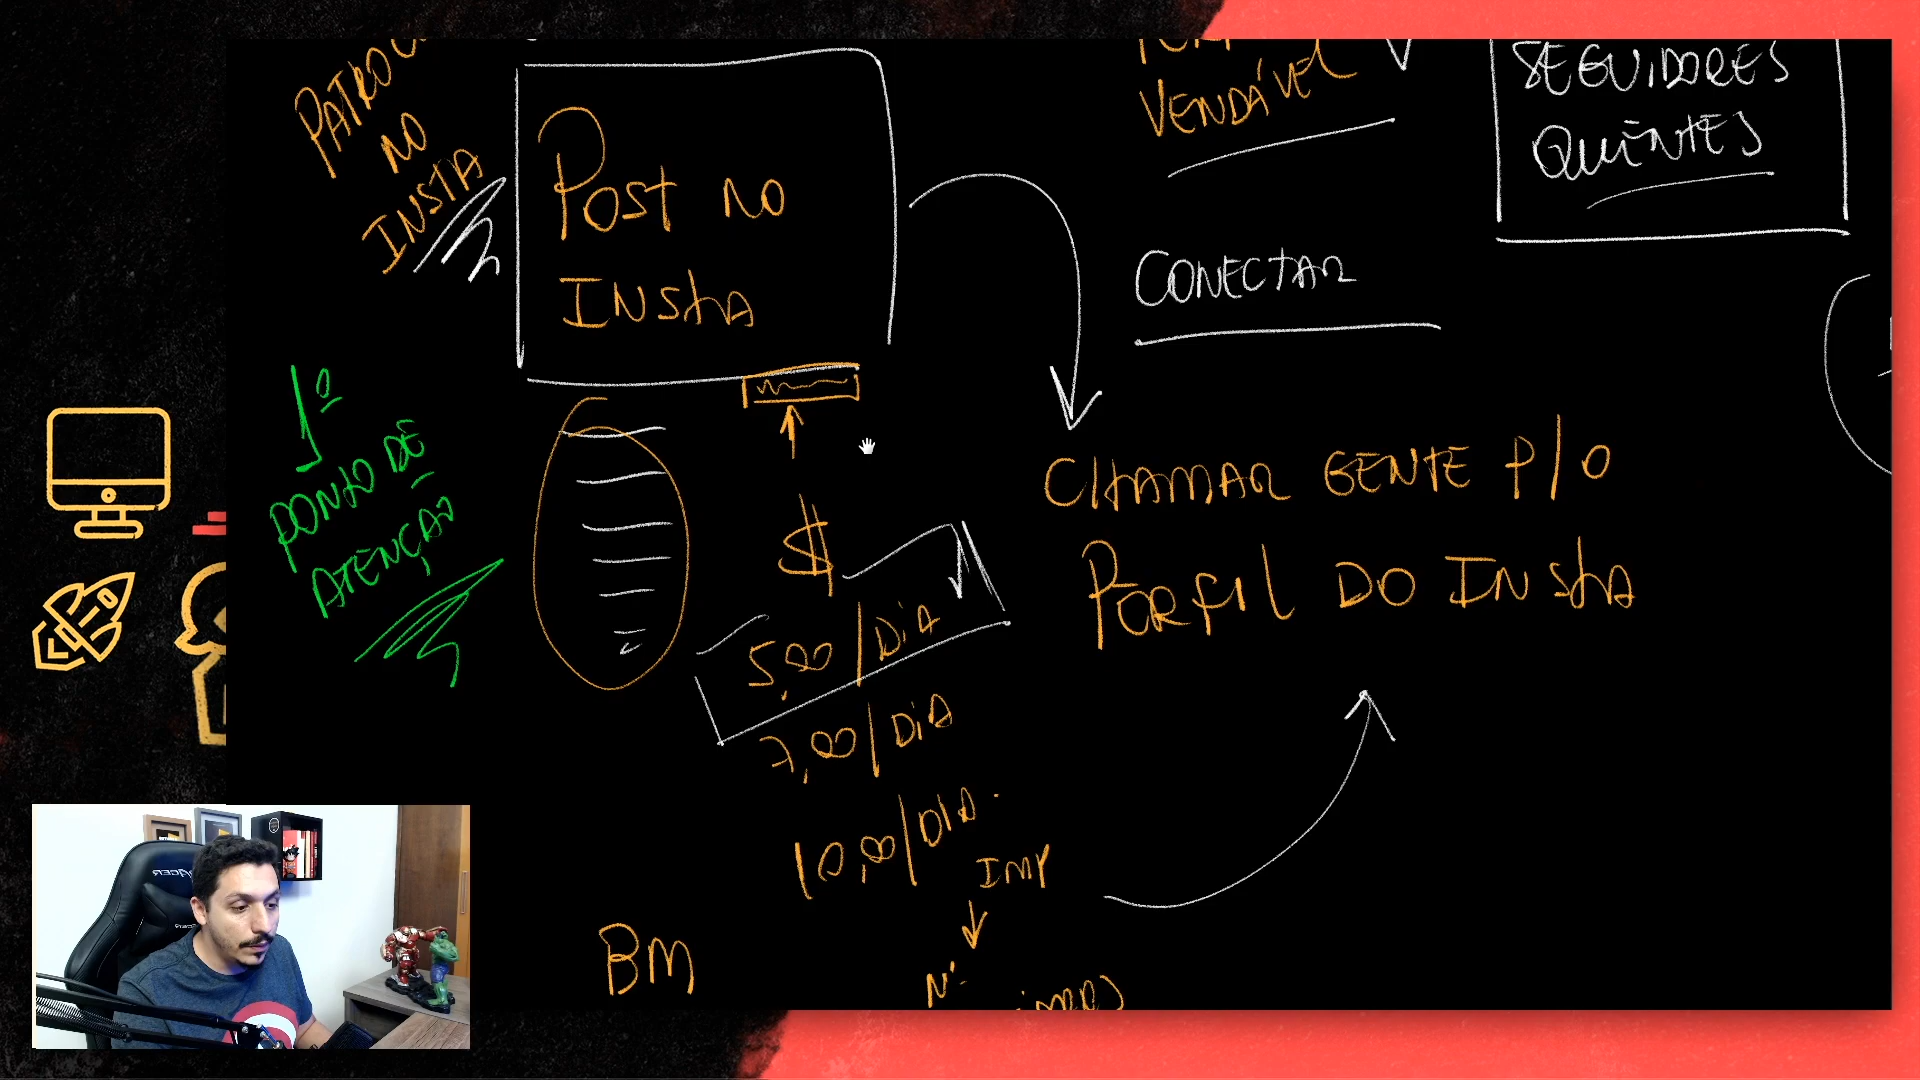 NO
INSTA
POST NO
INSTA
VENDÁVEL
SEGUIDORES
QUENTES
CONECTAR
1º
PONTO DE
ATENÇÃO
$
5,00/DIA
7,00/DIA
10,00/DIA
CHAMAR GENTE P/O
PERFIL DO INSTA
IMP
Nº
BM